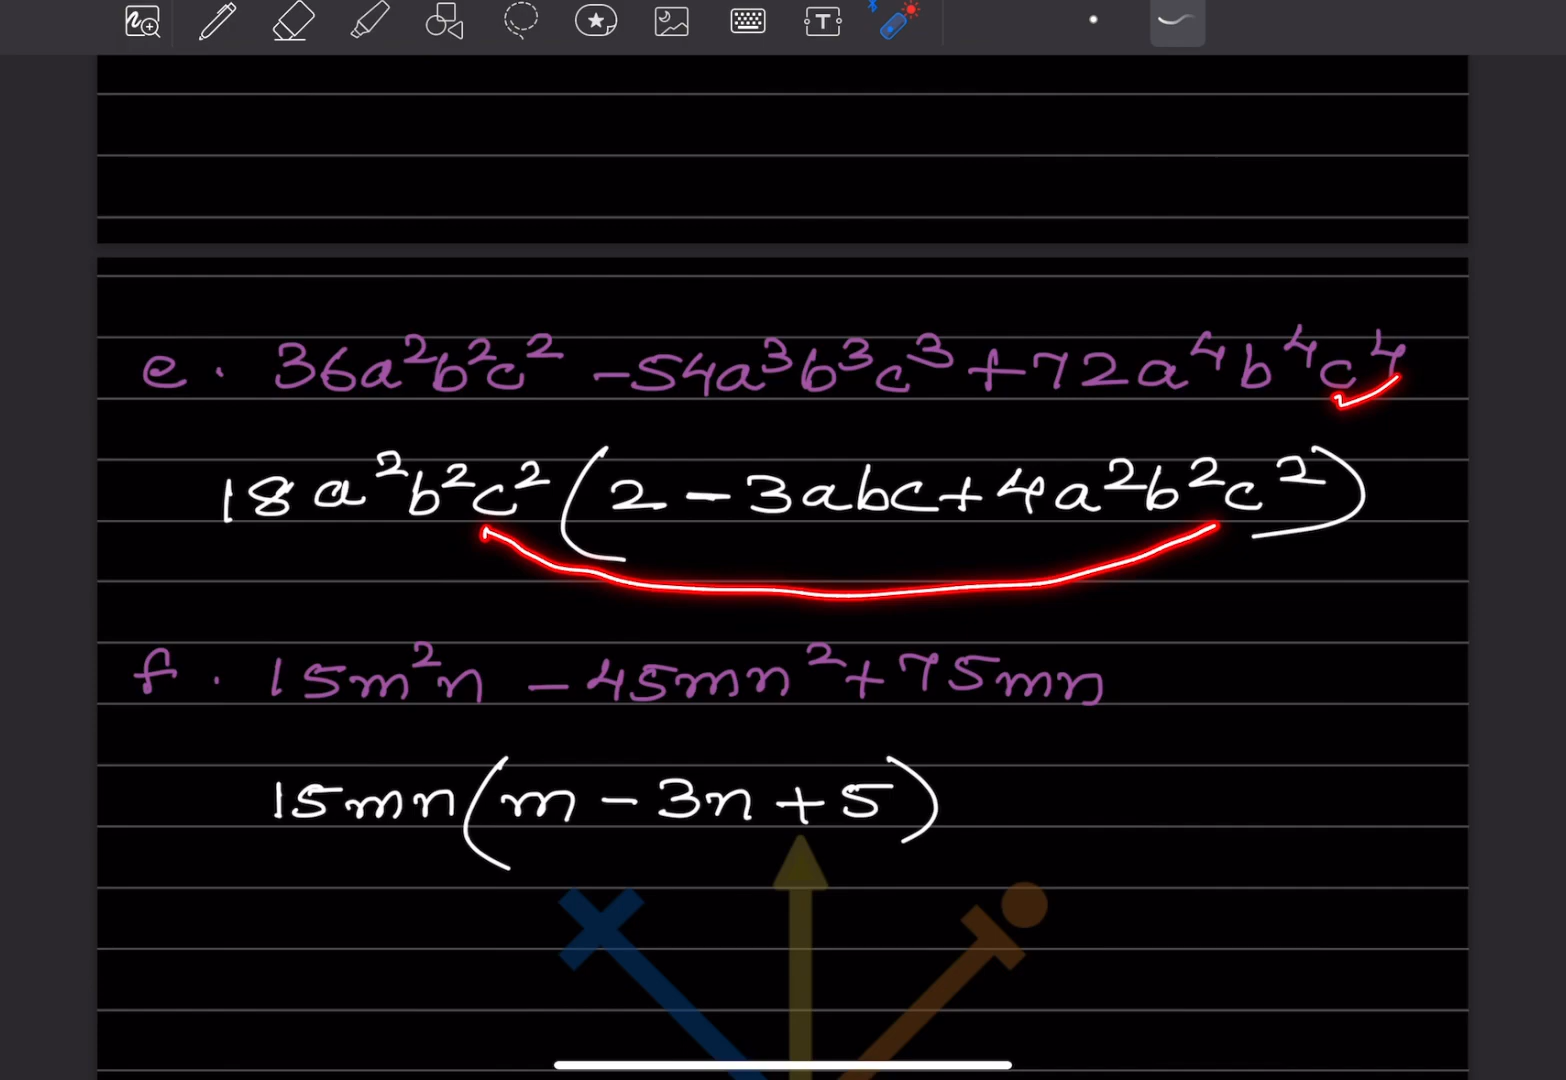 e. 36a²b²c² -54a³b³c³ +72a⁴b⁴c⁴
18a²b²c²(2 - 3abc + 4a²b²c²)
f. 15m²n - 45mn² + 75mn
15mn(m - 3n + 5)